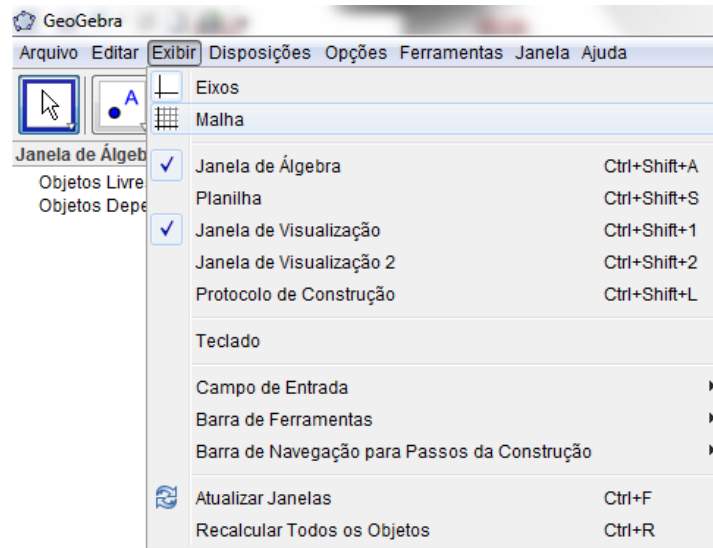 GeoGebra
Arquivo Editar Exibir Disposições Opções Ferramentas Janela Ajuda
A
Eixos
Malha
Janela de Álgeb
Objetos Livre
Objetos Depe
Janela de Álgebra Ctrl+Shift+A
Planilha Ctrl+Shift+S
Janela de Visualização Ctrl+Shift+1
Janela de Visualização 2 Ctrl+Shift+2
Protocolo de Construção Ctrl+Shift+L
Teclado
Campo de Entrada
Barra de Ferramentas
Barra de Navegação para Passos da Construção
Atualizar Janelas Ctrl+F
Recalcular Todos os Objetos Ctrl+R